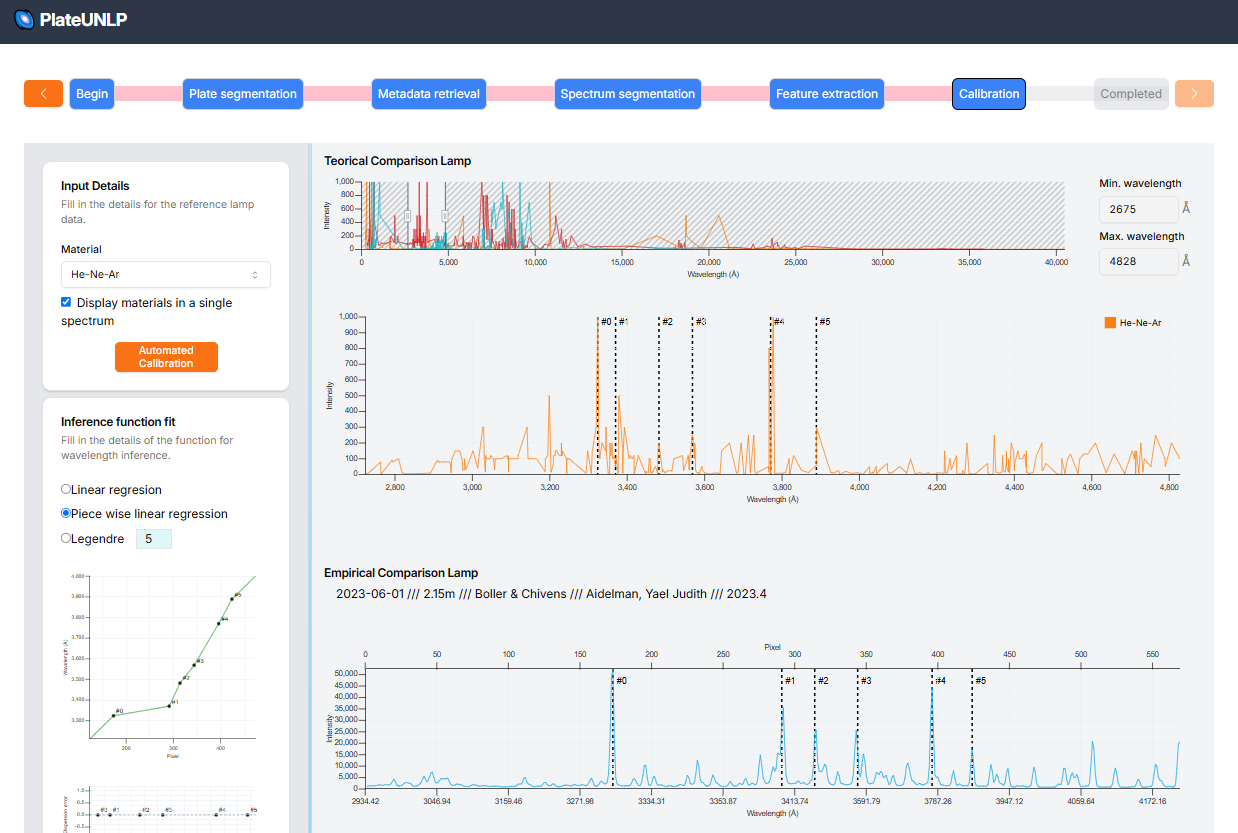 PlateUNLP
Begin
Plate segmentation
Metadata retrieval
Spectrum segmentation
Feature extraction
Calibration
Completed
Input Details
Fill in the details for the reference lamp
data.
Material
He-Ne-Ar
Display materials in a single
spectrum
Automated
Calibration
Inference function fit
Fill in the details of the function for
wavelength inference.
Linear regresion
Piece wise linear regression
Legendre 5
4,000
3,900
3,800
3,700
3,600
3,500
3,400
3,300
Wavelength (Å)
#0 #1 #2 #3 #4 #5
200 300 400
Pixel
1.0
0.5
0.0
-0.5
Dispersion error
#0 #1 #2 #3 #4 #5
Teorical Comparison Lamp
1,000
800
600
400
200
0
Intensity
0 5,000 10,000 15,000 20,000 25,000 30,000 35,000 40,000
Wavelength (Å)
Min. wavelength
2675 Å
Max. wavelength
4828 Å
1,000
900
800
700
600
500
400
300
200
100
0
Intensity
#0 #1 #2 #3 #4 #5
He-Ne-Ar
2,800 3,000 3,200 3,400 3,600 3,800 4,000 4,200 4,400 4,600 4,800
Wavelength (Å)
Empirical Comparison Lamp
2023-06-01 /// 2.15m /// Boller & Chivens /// Aidelman, Yael Judith /// 2023.4
Pixel
0 50 100 150 200 250 300 350 400 450 500 550
50,000
45,000
40,000
35,000
30,000
25,000
20,000
15,000
10,000
5,000
0
Intensity
#0 #1 #2 #3 #4 #5
2934.42 3046.94 3159.46 3271.98 3334.31 3353.87 3413.74 3591.79 3787.26 3947.12 4059.64 4172.16
Wavelength (Å)